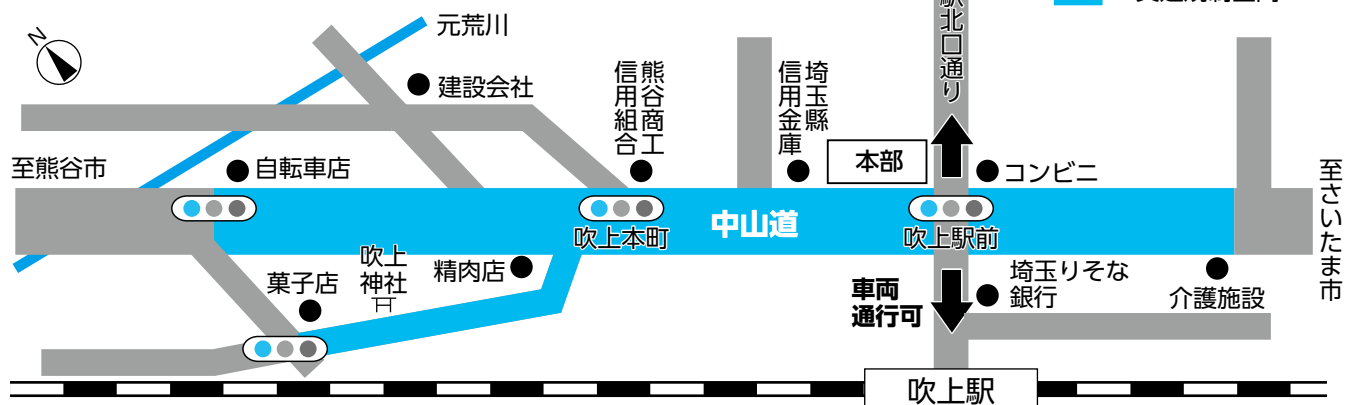 N
元荒川
建設会社
熊谷商工
信用組合
埼玉縣
信用金庫
駅北口通り
至熊谷市
自転車店
本部
コンビニ
至さいたま市
中山道
吹上本町
吹上駅前
吹上
神社
精肉店
菓子店
車両
通行可
埼玉りそな
銀行
介護施設
吹上駅